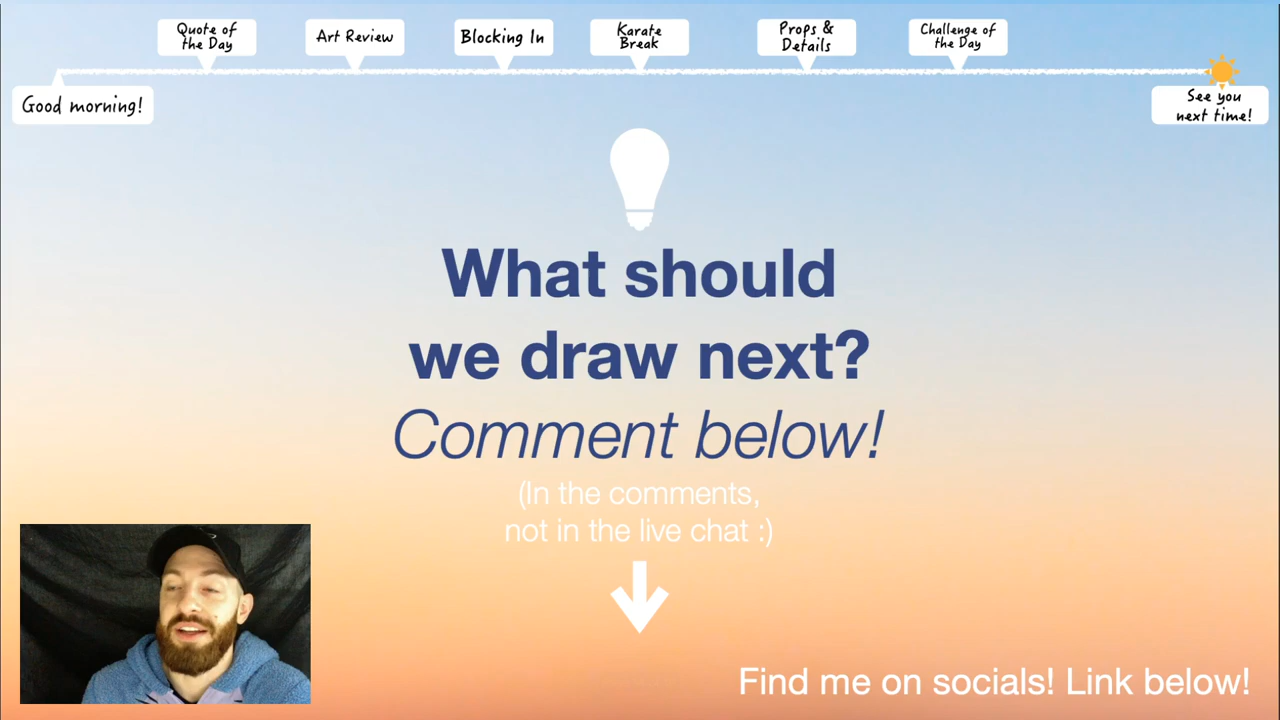 Quote of
the Day
Art Review
Blocking In
Karate
Break
Props &
Details
Challenge of
the Day
Good morning!
See you
next time!
What should
we draw next?
Comment below!
(In the comments,
not in the live chat :)
Find me on socials! Link below!